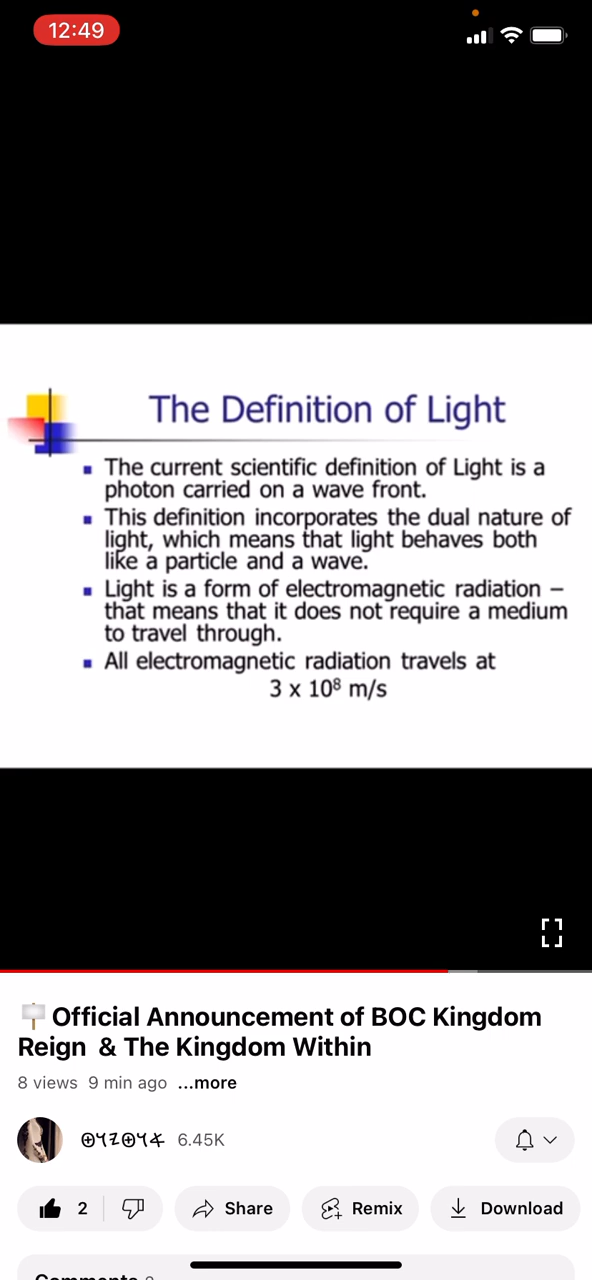 12:49
The Definition of Light
The current scientific definition of Light is a
photon carried on a wave front.
This definition incorporates the dual nature of
light, which means that light behaves both
like a particle and a wave.
Light is a form of electromagnetic radiation –
that means that it does not require a medium
to travel through.
All electromagnetic radiation travels at
3 x 10⁸ m/s
Official Announcement of BOC Kingdom
Reign & The Kingdom Within
8 views 9 min ago ...more
6.45K
2 Share Remix Download